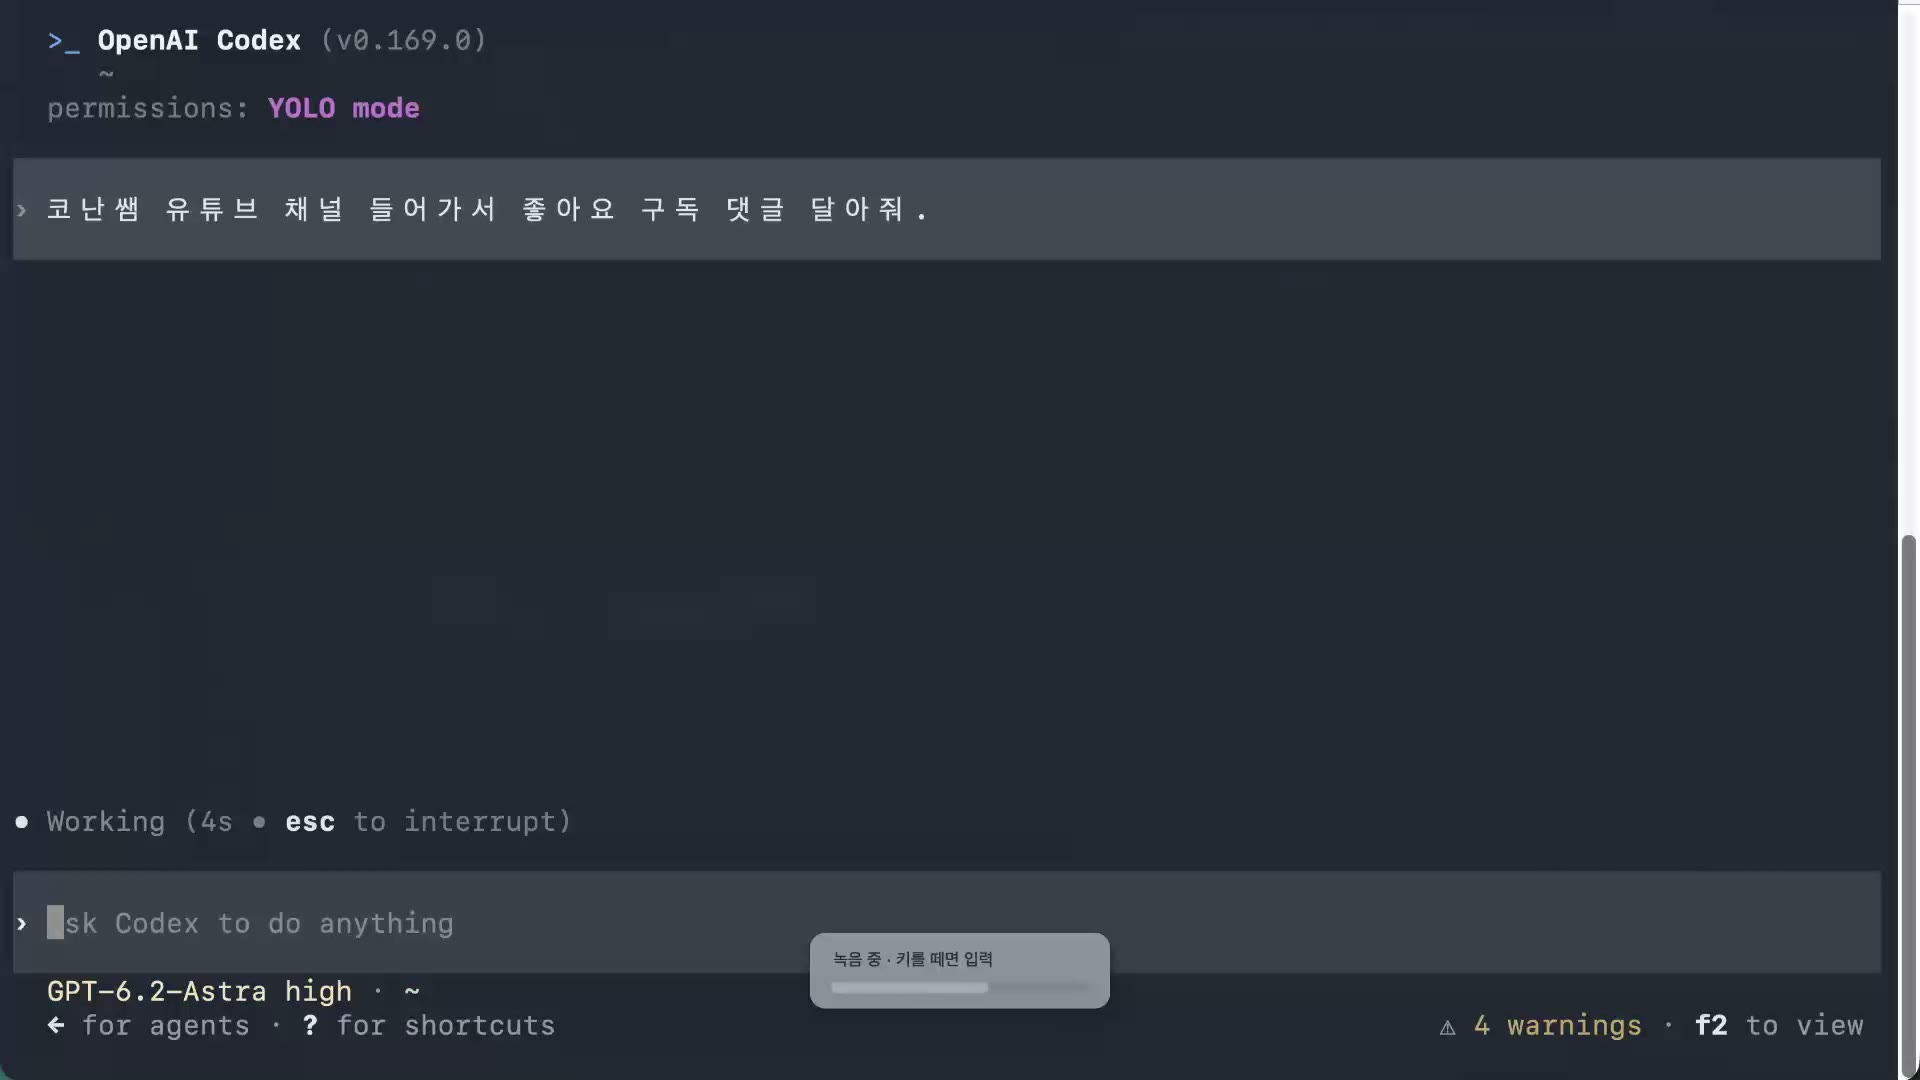 >_ OpenAI Codex (v0.169.0)
~
permissions: YOLO mode
› 코난쌤 유튜브 채널 들어가서 좋아요 구독 댓글 달아줘.
• Working (4s • esc to interrupt)
› sk Codex to do anything
녹음 중 · 키를 떼면 입력
GPT-6.2-Astra high · ~
← for agents · ? for shortcuts
⚠ 4 warnings · f2 to view